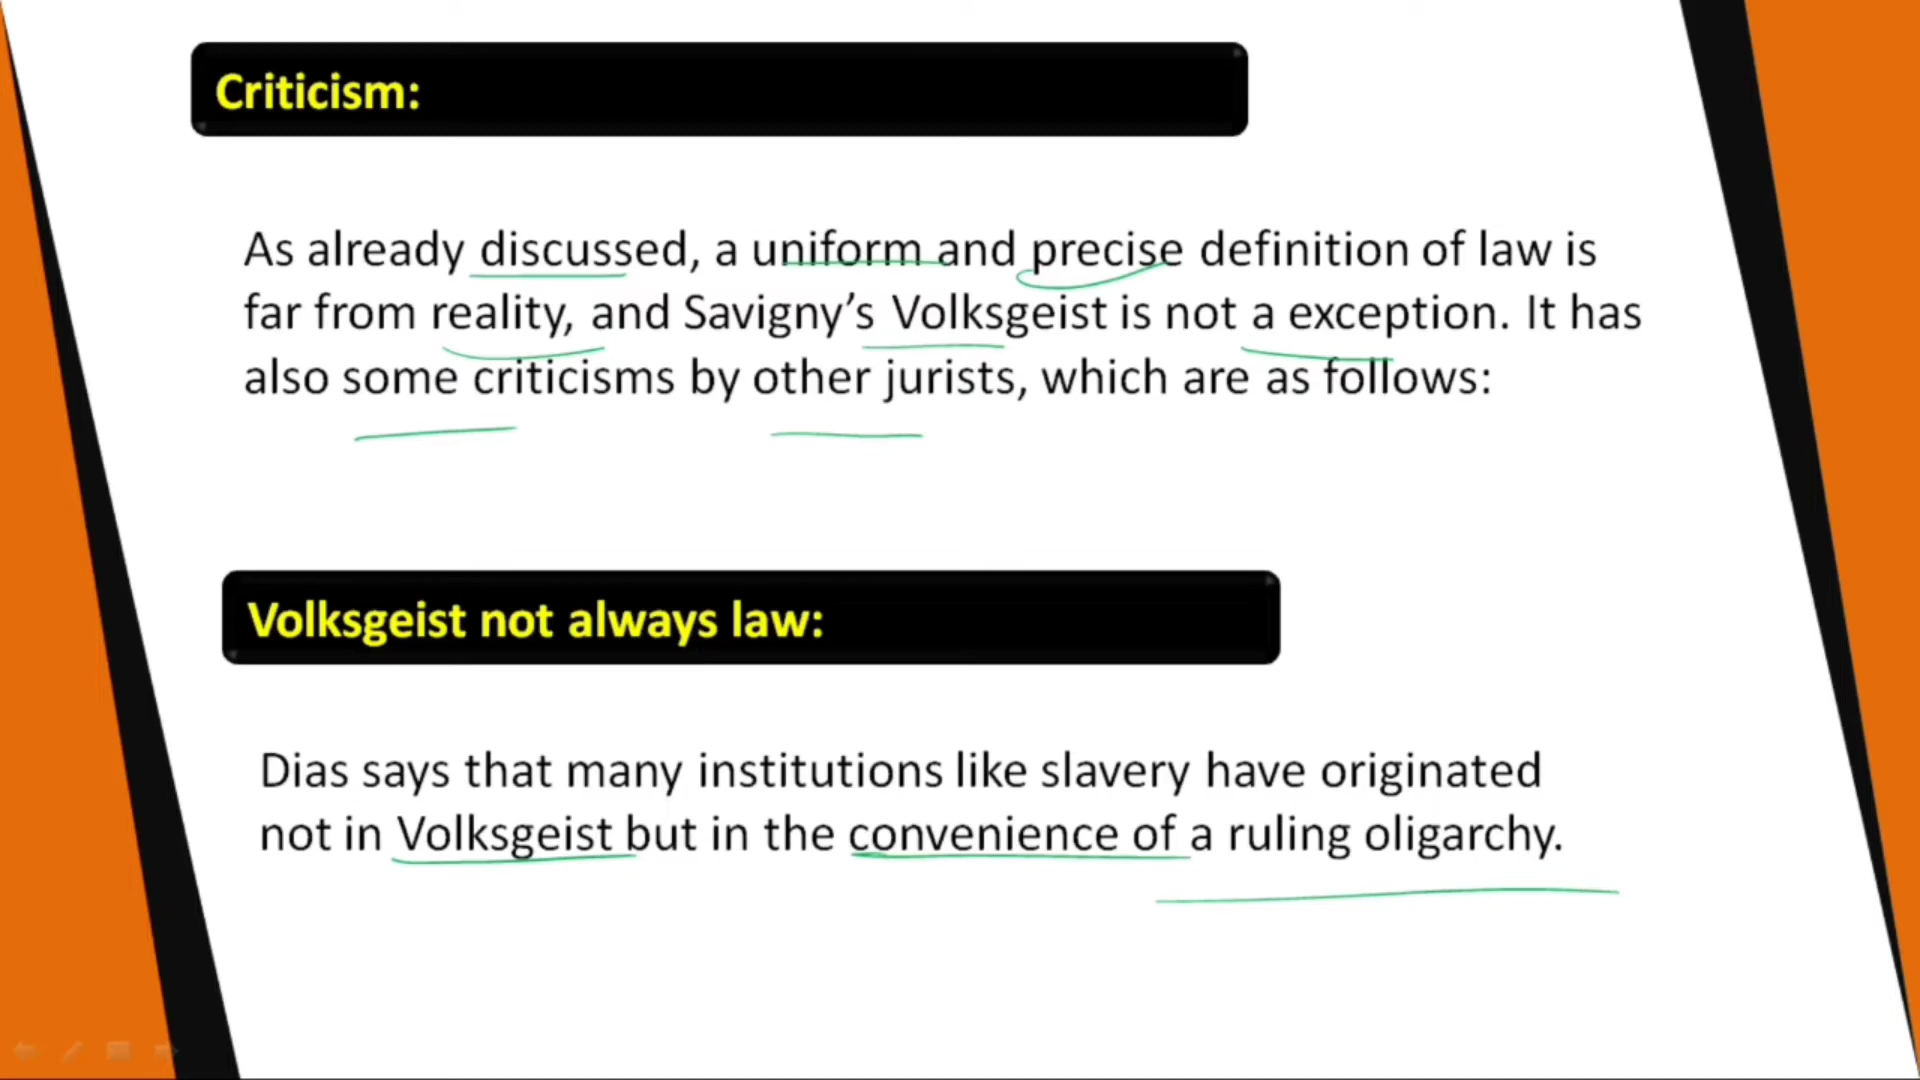 Criticism:
As already discussed, a uniform and precise definition of law is
far from reality, and Savigny’s Volksgeist is not a exception. It has
also some criticisms by other jurists, which are as follows:
Volksgeist not always law:
Dias says that many institutions like slavery have originated
not in Volksgeist but in the convenience of a ruling oligarchy.